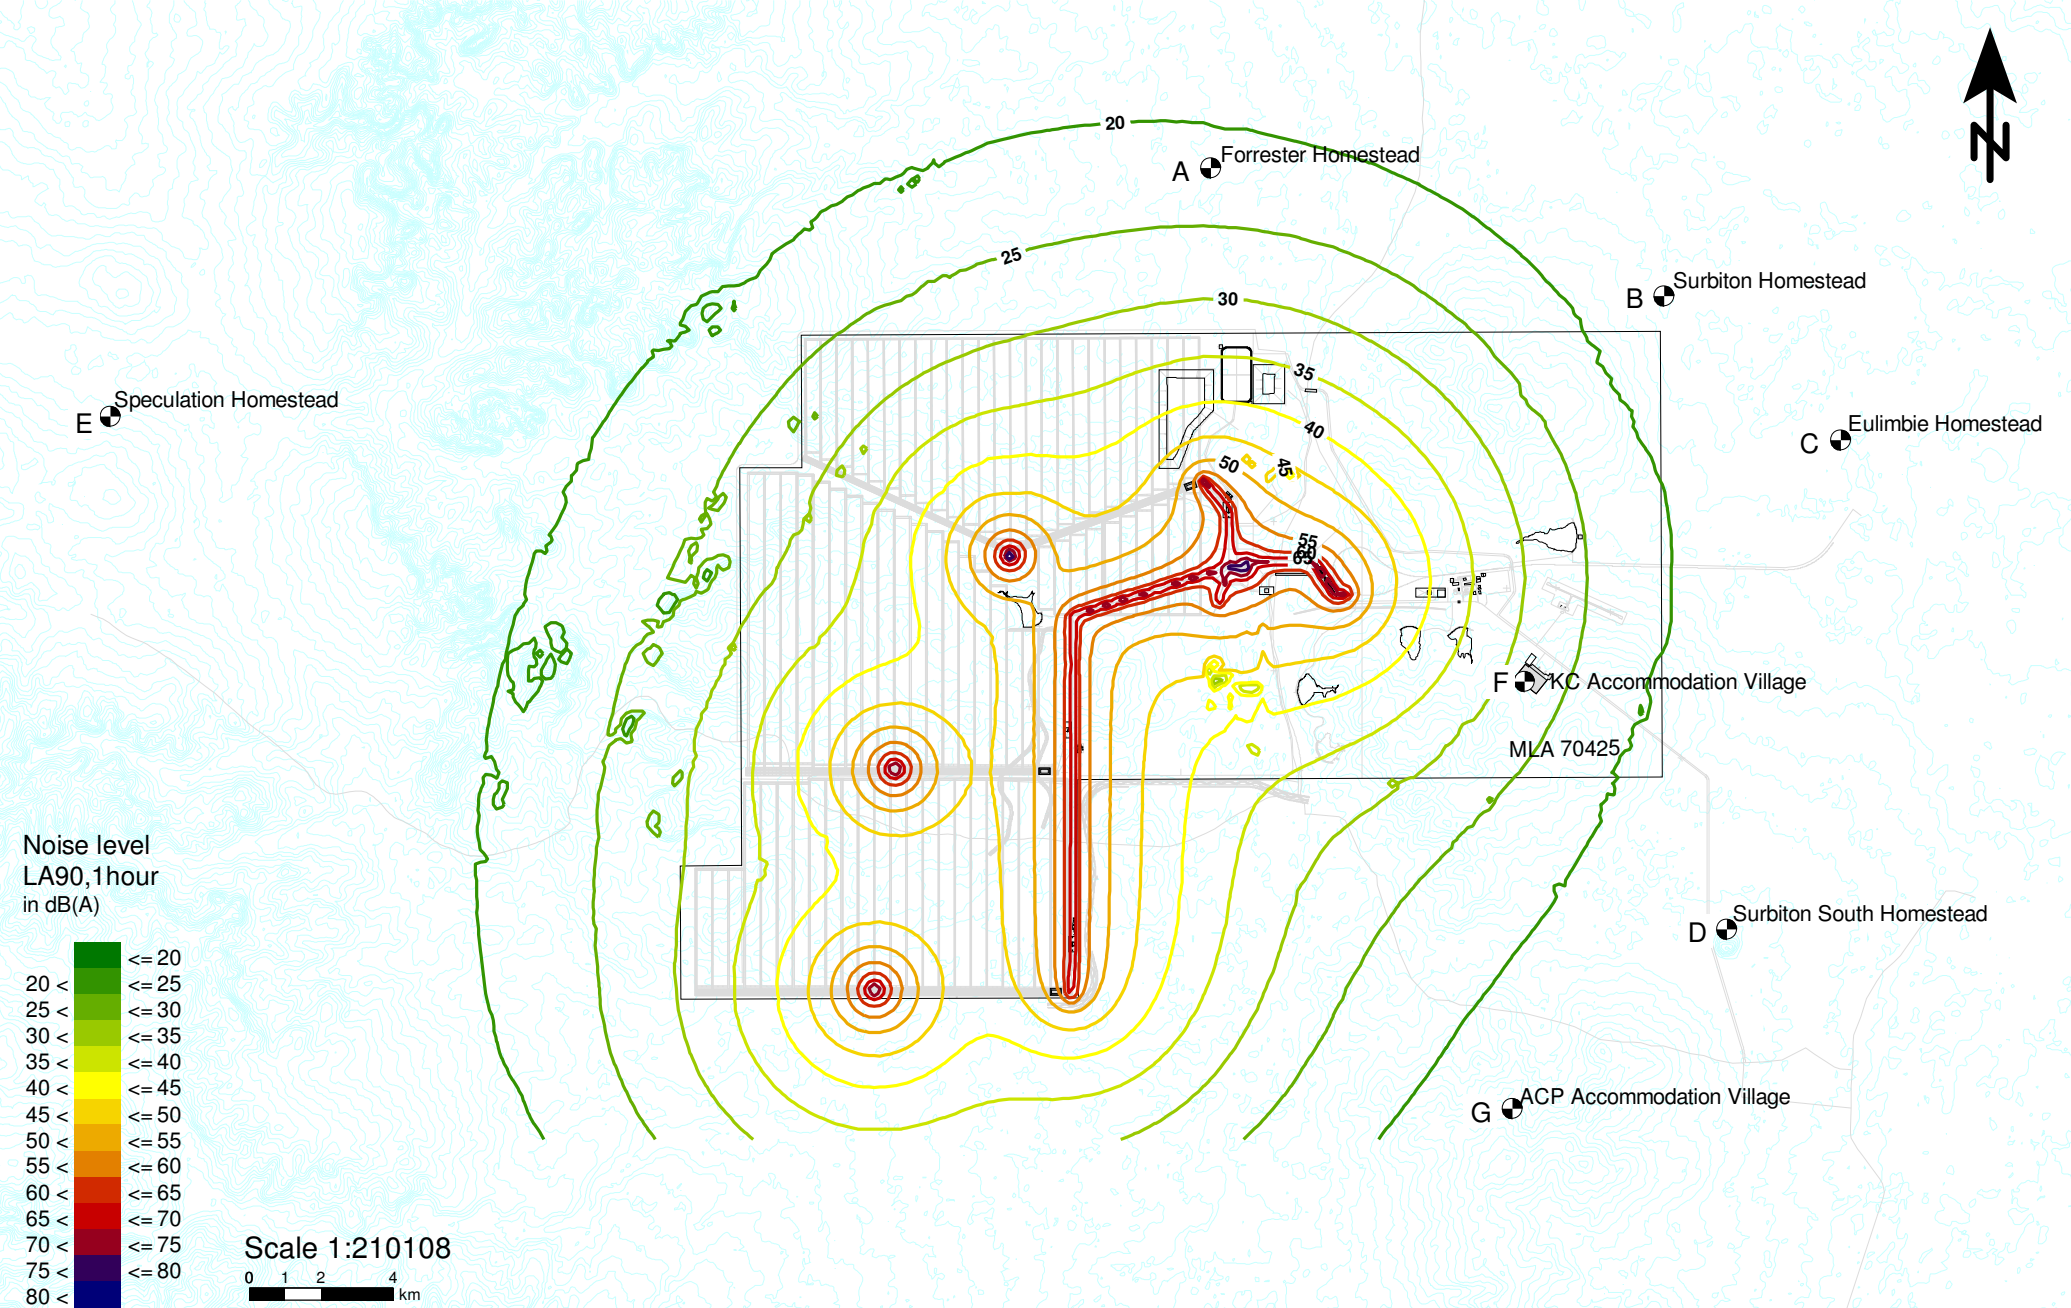 20
A Forrester Homestead
N
25
B Surbiton Homestead
30
35
E Speculation Homestead
40
C Eulimbie Homestead
50
45
55
60
65
F KC Accommodation Village
MLA 70425
Noise level
LA90,1hour
in dB(A)
D Surbiton South Homestead
<= 20
20 < <= 25
25 < <= 30
30 < <= 35
35 < <= 40
40 < <= 45
45 < <= 50
50 < <= 55
55 < <= 60
60 < <= 65
65 < <= 70
70 < <= 75
75 < <= 80
80 <
G ACP Accommodation Village
Scale 1:210108
0 1 2 4
km